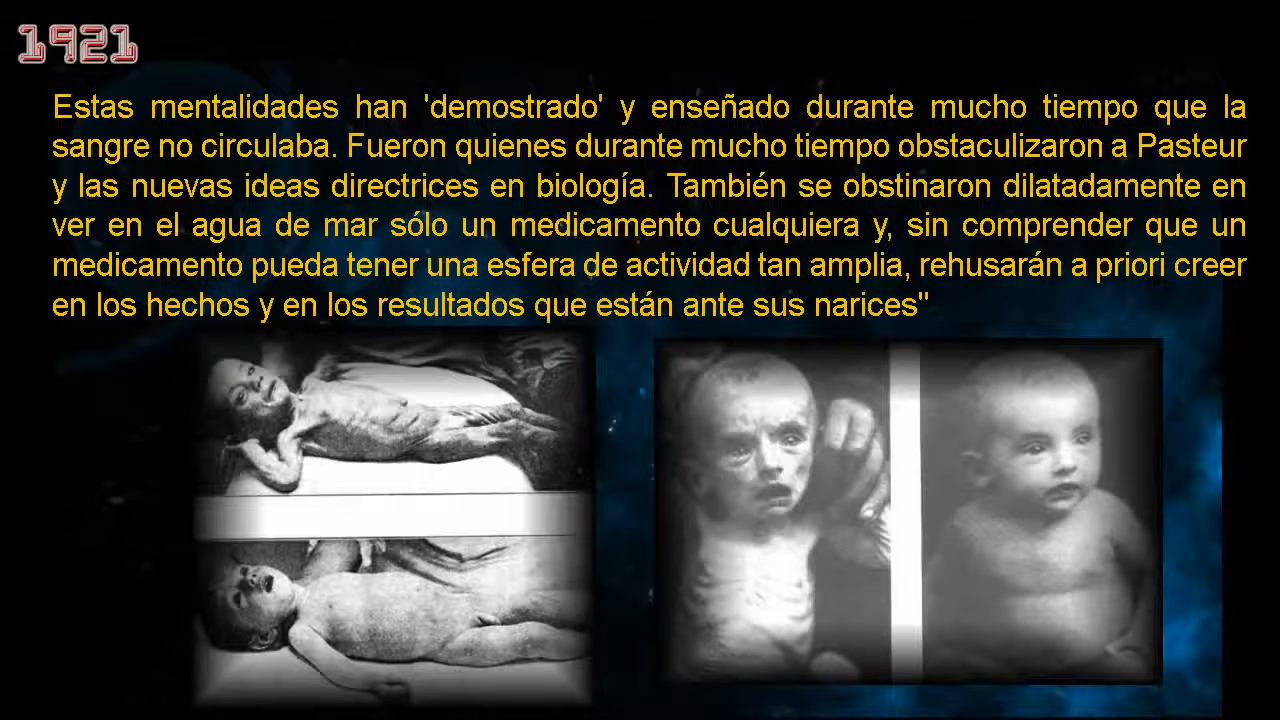 1921
Estas mentalidades han 'demostrado' y enseñado durante mucho tiempo que la
sangre no circulaba. Fueron quienes durante mucho tiempo obstaculizaron a Pasteur
y las nuevas ideas directrices en biología. También se obstinaron dilatadamente en
ver en el agua de mar sólo un medicamento cualquiera y, sin comprender que un
medicamento pueda tener una esfera de actividad tan amplia, rehusarán a priori creer
en los hechos y en los resultados que están ante sus narices"